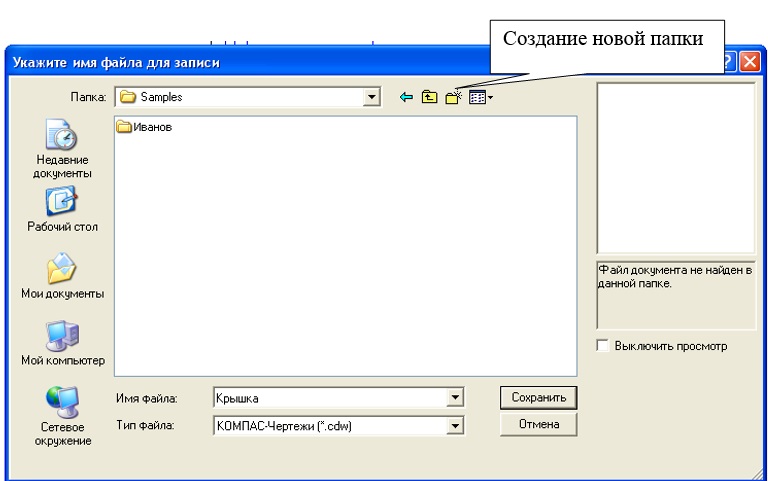 Создание новой папки
Укажите имя файла для записи
?
Папка:
Samples
Иванов
Недавние
документы
Рабочий стол
Мои документы
Мой компьютер
Сетевое
окружение
Файл документа не найден в
данной папке.
Выключить просмотр
Имя файла:
Крышка
Сохранить
Тип файла:
КОМПАС-Чертежи (*.cdw)
Отмена